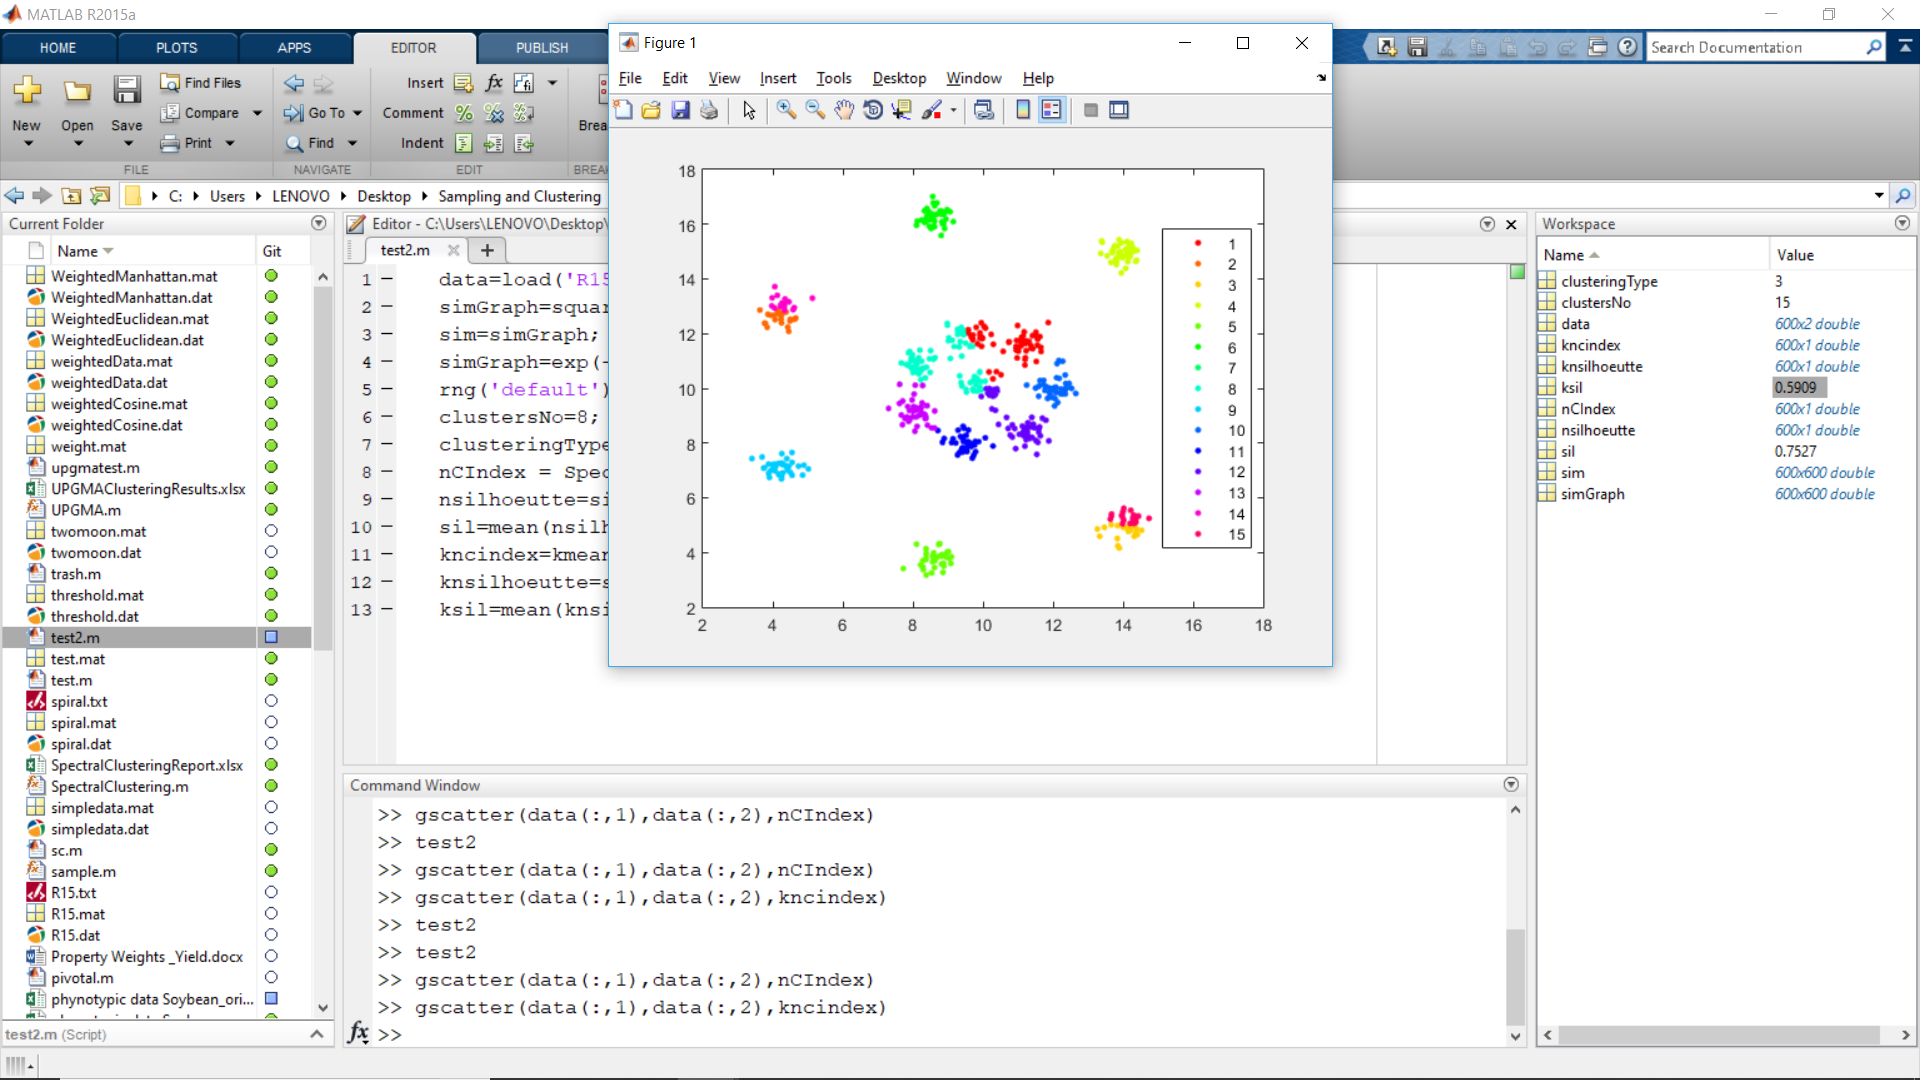 MATLAB R2015a
HOME PLOTS APPS EDITOR PUBLISH
Search Documentation
New
Open
Save
Find Files
Compare
Print
FILE
Go To
Find
NAVIGATE
Insert
Comment
Indent
EDIT
Figure 1
File Edit View Insert Tools Desktop Window Help
C: Users LENOVO Desktop Sampling and Clustering
Current Folder
Name Git
WeightedManhattan.mat
WeightedManhattan.dat
WeightedEuclidean.mat
WeightedEuclidean.dat
weightedData.mat
weightedData.dat
weightedCosine.mat
weightedCosine.dat
weight.mat
upgmatest.m
UPGMAClusteringResults.xlsx
UPGMA.m
twomoon.mat
twomoon.dat
trash.m
threshold.mat
threshold.dat
test2.m
test.mat
test.m
spiral.txt
spiral.mat
spiral.dat
SpectralClusteringReport.xlsx
SpectralClustering.m
simpledata.mat
simpledata.dat
sc.m
sample.m
R15.txt
R15.mat
R15.dat
Property Weights _Yield.docx
pivotal.m
phynotypic data Soybean_ori...
test2.m (Script)
Editor - C:\Users\LENOVO\Desktop\
test2.m
1 data=load('R15
2 simGraph=squar
3 sim=simGraph;
4 simGraph=exp(-
5 rng('default')
6 clustersNo=8;
7 clusteringType
8 nCIndex = Spec
9 nsilhoeutte=si
10 sil=mean(nsilh
11 kncindex=kmean
12 knsilhoeutte=s
13 ksil=mean(knsi
18
16
14
12
10
8
6
4
2
2 4 6 8 10 12 14 16 18
1
2
3
4
5
6
7
8
9
10
11
12
13
14
15
Workspace
Name Value
clusteringType 3
clustersNo 15
data 600x2 double
kncindex 600x1 double
knsilhoeutte 600x1 double
ksil 0.5909
nCIndex 600x1 double
nsilhoeutte 600x1 double
sil 0.7527
sim 600x600 double
simGraph 600x600 double
Command Window
>> gscatter(data(:,1),data(:,2),nCIndex)
>> test2
>> gscatter(data(:,1),data(:,2),nCIndex)
>> gscatter(data(:,1),data(:,2),kncindex)
>> test2
>> test2
>> gscatter(data(:,1),data(:,2),nCIndex)
>> gscatter(data(:,1),data(:,2),kncindex)
fx >>